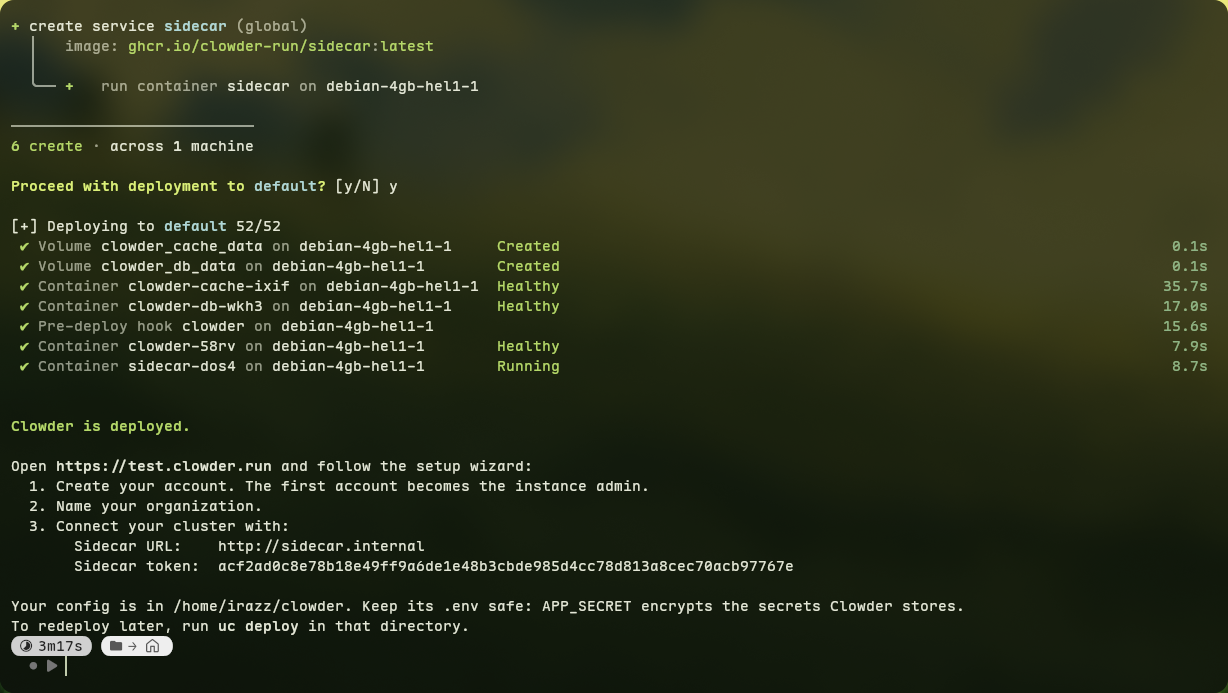 + create service sidecar (global)
image: ghcr.io/clowder-run/sidecar:latest
+ run container sidecar on debian-4gb-hel1-1
6 create · across 1 machine
Proceed with deployment to default? [y/N] y
[+] Deploying to default 52/52
✔ Volume clowder_cache_data on debian-4gb-hel1-1 Created 0.1s
✔ Volume clowder_db_data on debian-4gb-hel1-1 Created 0.1s
✔ Container clowder-cache-ixif on debian-4gb-hel1-1 Healthy 35.7s
✔ Container clowder-db-wkh3 on debian-4gb-hel1-1 Healthy 17.0s
✔ Pre-deploy hook clowder on debian-4gb-hel1-1 15.6s
✔ Container clowder-58rv on debian-4gb-hel1-1 Healthy 7.9s
✔ Container sidecar-dos4 on debian-4gb-hel1-1 Running 8.7s
Clowder is deployed.
Open https://test.clowder.run and follow the setup wizard:
1. Create your account. The first account becomes the instance admin.
2. Name your organization.
3. Connect your cluster with:
Sidecar URL: http://sidecar.internal
Sidecar token: acf2ad0c8e78b18e49ff9a6de1e48b3cbde985d4cc78d813a8cec70acb97767e
Your config is in /home/irazz/clowder. Keep its .env safe: APP_SECRET encrypts the secrets Clowder stores.
To redeploy later, run uc deploy in that directory.
3m17s →